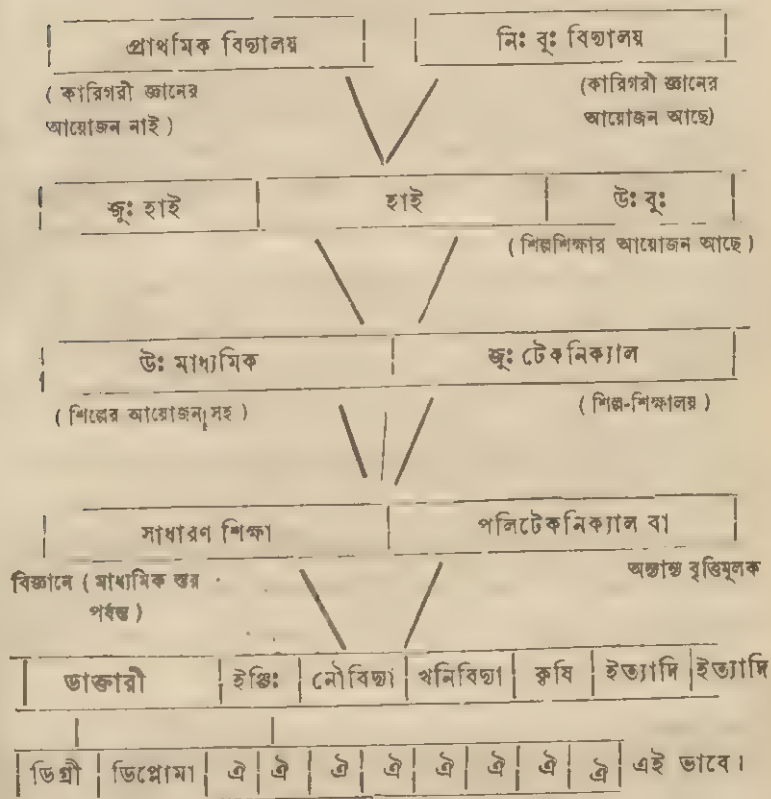 প্রাথমিক বিদ্যালয় নিঃ বুঃ বিদ্যালয়
( কারিগরী জ্ঞানের (কারিগরী জ্ঞানের
আয়োজন নাই ) আয়োজন আছে)
জুঃ হাই হাই উঃ বুঃ
( শিল্পশিক্ষার আয়োজন আছে )
উঃ মাধ্যমিক জুঃ টেকনিক্যাল
( শিল্পের আয়োজন সহ ) ( শিল্প-শিক্ষালয় )
সাধারণ শিক্ষা পলিটেকনিক্যাল বা
বিজ্ঞানে ( মাধ্যমিক স্তর অন্যান্য বৃত্তিমূলক
পর্যন্ত )
ডাক্তারী ইঞ্জিঃ নৌবিদ্যা খনিবিদ্যা কৃষি ইত্যাদি ইত্যাদি
ডিগ্রী ডিপ্লোমা ঐ ঐ ঐ ঐ ঐ ঐ ঐ ঐ এই ভাবে।